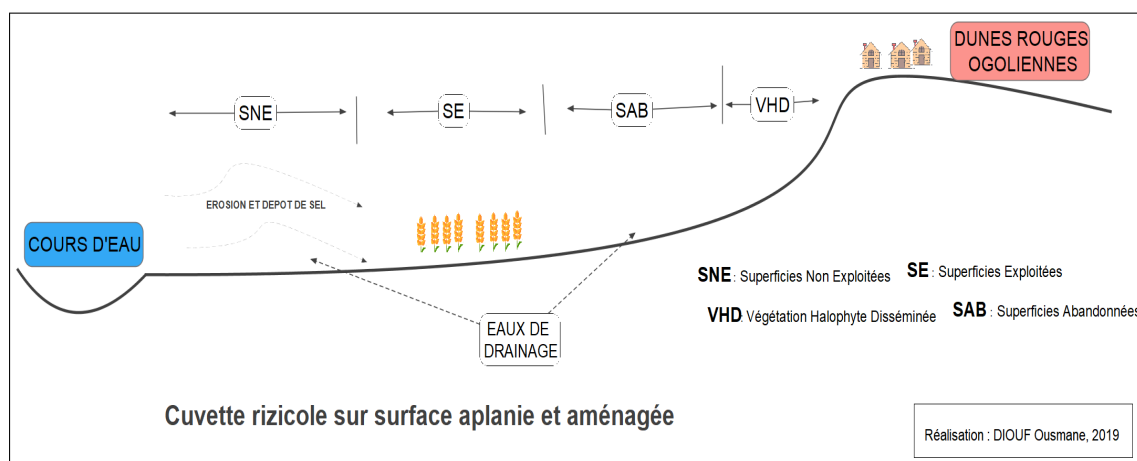 DUNES ROUGES
OGOLIENNES
SNE
SE
SAB
VHD
EROSION ET DEPOT DE SEL
COURS D'EAU
EAUX DE
DRAINAGE
SNE : Superficies Non Exploitées
SE : Superficies Exploitées
VHD: Végétation Halophyte Disséminée
SAB : Superficies Abandonnées
Cuvette rizicole sur surface aplanie et aménagée
Réalisation : DIOUF Ousmane, 2019